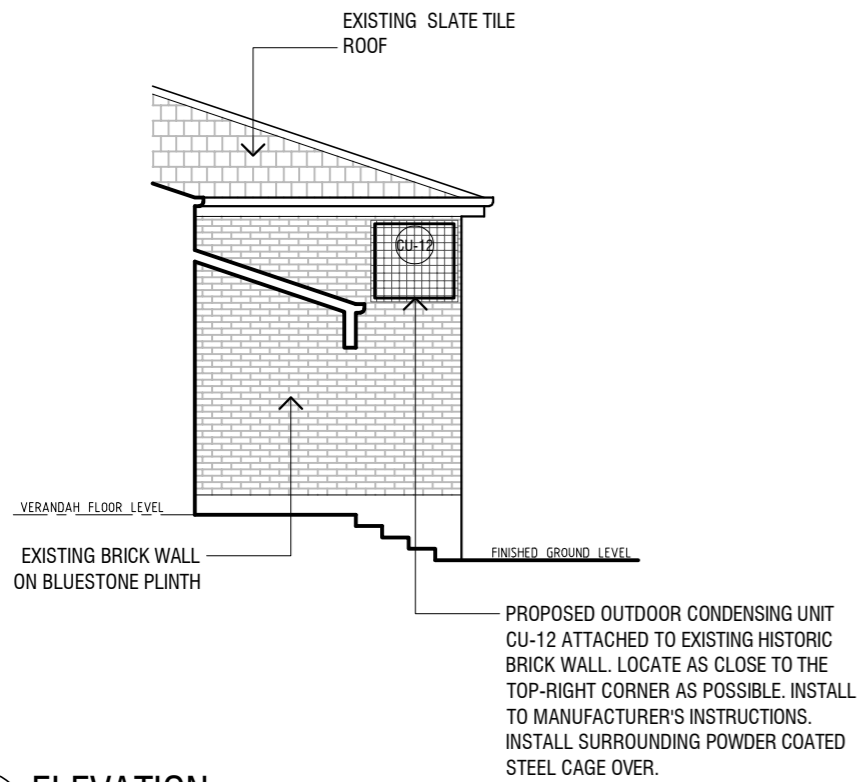 EXISTING SLATE TILE
ROOF
CU-12
VERANDAH FLOOR LEVEL
EXISTING BRICK WALL
ON BLUESTONE PLINTH
FINISHED GROUND LEVEL
PROPOSED OUTDOOR CONDENSING UNIT
CU-12 ATTACHED TO EXISTING HISTORIC
BRICK WALL. LOCATE AS CLOSE TO THE
TOP-RIGHT CORNER AS POSSIBLE. INSTALL
TO MANUFACTURER'S INSTRUCTIONS.
INSTALL SURROUNDING POWDER COATED
STEEL CAGE OVER.
ELEVATION